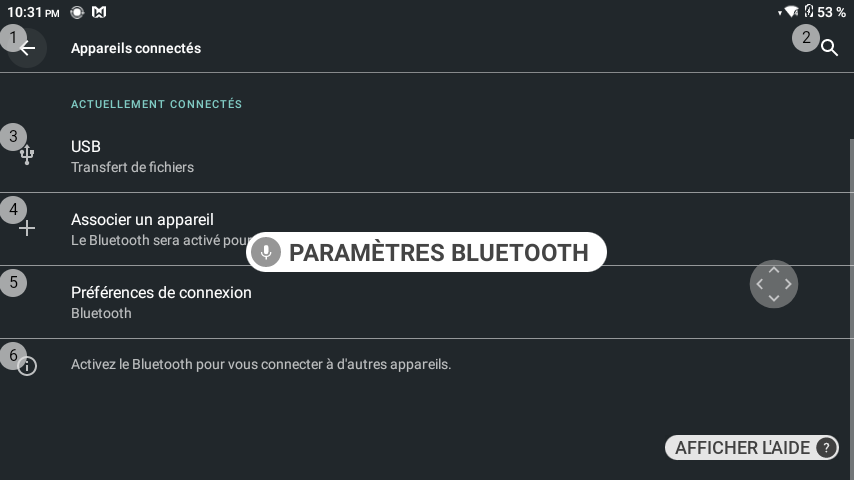 10:31 PM 53 %
1 Appareils connectés 2
ACTUELLEMENT CONNECTÉS
3 USB
Transfert de fichiers
4 Associer un appareil
Le Bluetooth sera activé pour
PARAMÈTRES BLUETOOTH
5 Préférences de connexion
Bluetooth
6 Activez le Bluetooth pour vous connecter à d'autres appareils.
AFFICHER L'AIDE ?